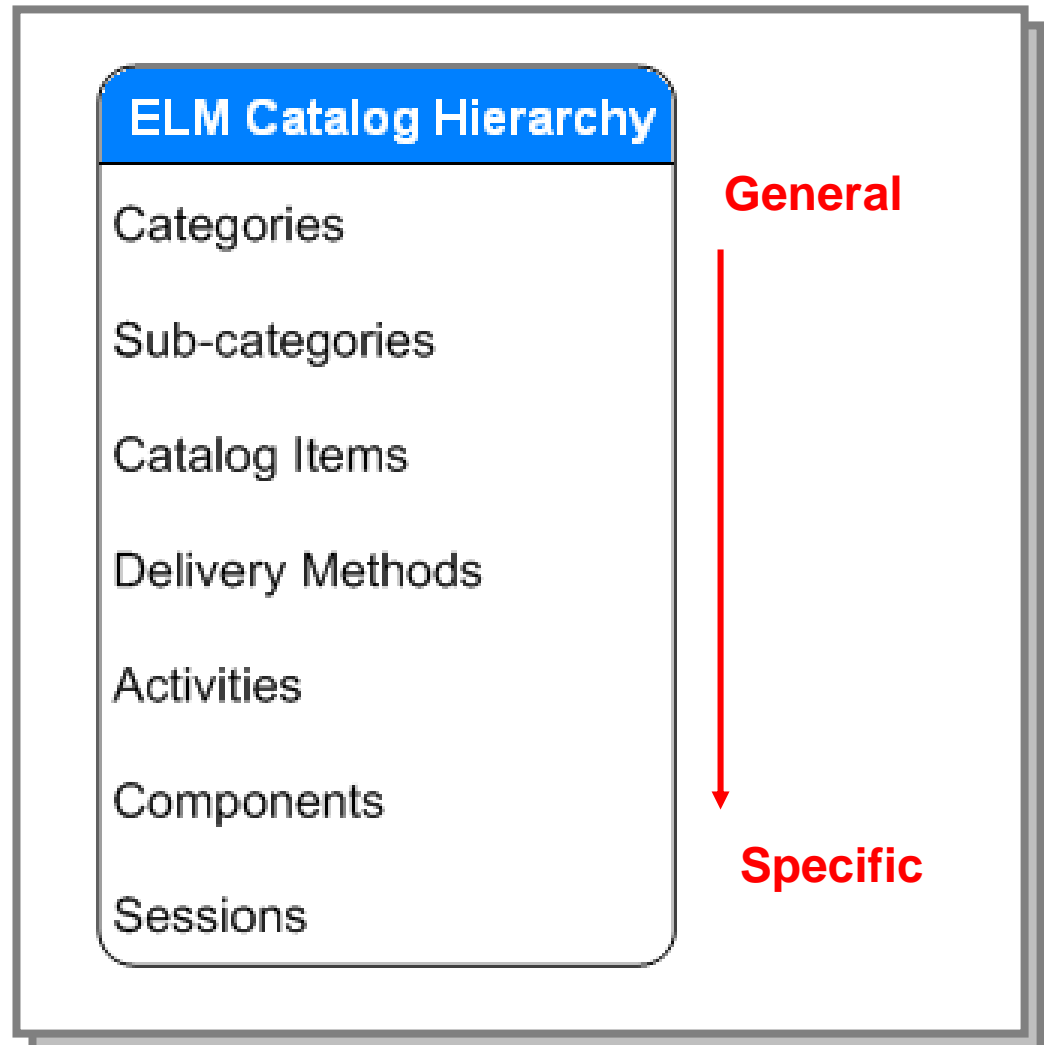 ELM Catalog Hierarchy
General
Categories
Sub-categories
Catalog Items
Delivery Methods
Activities
Components
Specific
Sessions